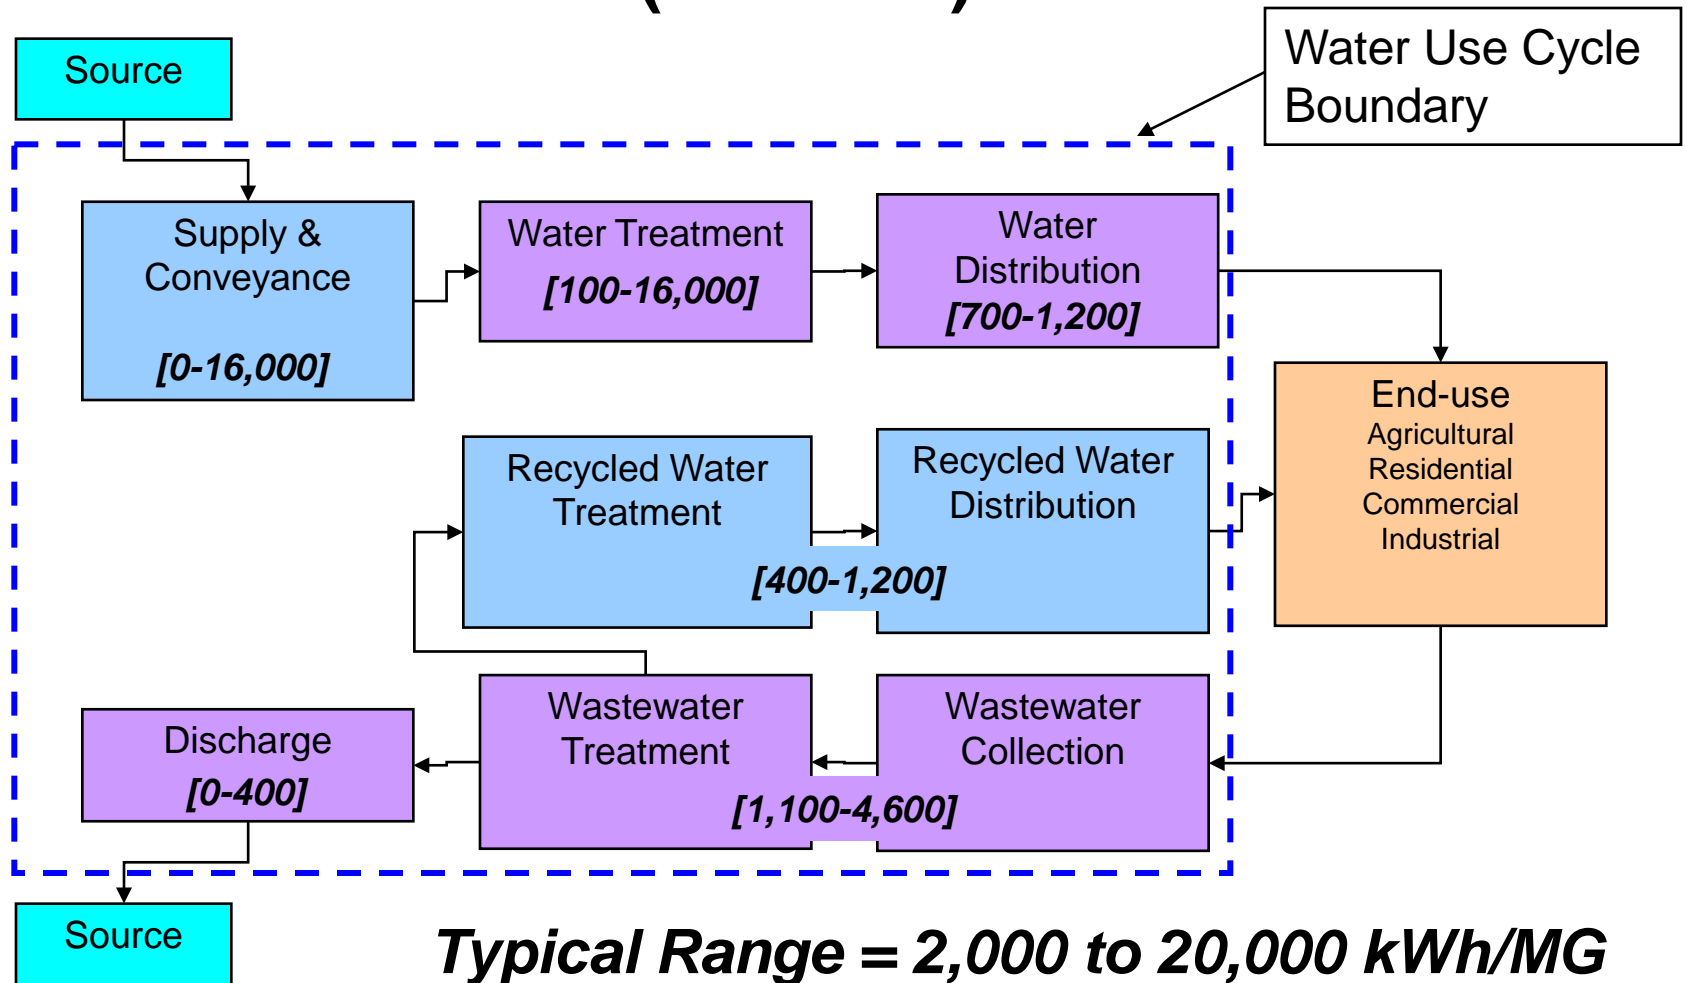 Source
Water Use Cycle
Boundary
Supply &
Conveyance
[0-16,000]
Water Treatment
[100-16,000]
Water
Distribution
[700-1,200]
End-use
Agricultural
Residential
Commercial
Industrial
Recycled Water
Treatment
Recycled Water
Distribution
[400-1,200]
Wastewater
Treatment
Wastewater
Collection
[1,100-4,600]
Discharge
[0-400]
Source
Typical Range = 2,000 to 20,000 kWh/MG